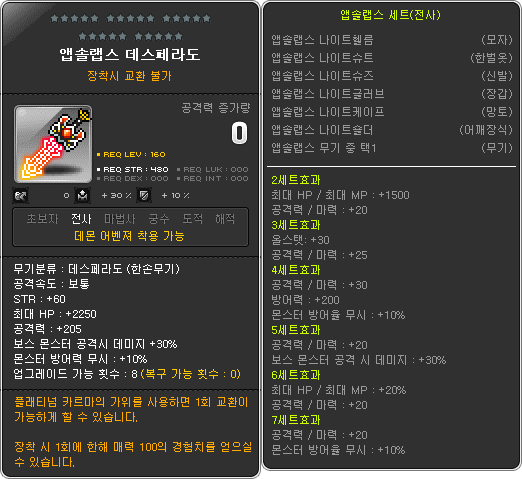 앱솔랩스 데스페라도
장착시 교환 불가
공격력 증가량
0
REQ LEV : 160
REQ STR : 480
REQ LUK : 000
REQ DEX : 000
REQ INT : 000
0
+ 30 %
+ 10 %
초보자 전사 마법사 궁수 도적 해적
데몬 어벤져 착용 가능
무기분류 : 데스페라도 (한손무기)
공격속도 : 보통
STR : +60
최대 HP : +2250
공격력 : +205
보스 몬스터 공격시 데미지 +30%
몬스터 방어력 무시 : +10%
업그레이드 가능 횟수 : 8 (복구 가능 횟수 : 0)
플래티넘 카르마의 가위를 사용하면 1회 교환이
가능하게 할 수 있습니다.
장착 시 1회에 한해 매력 100의 경험치를 얻으실
수 있습니다.
앱솔랩스 세트(전사)
앱솔랩스 나이트헬름 (모자)
앱솔랩스 나이트슈트 (한벌옷)
앱솔랩스 나이트슈즈 (신발)
앱솔랩스 나이트글러브 (장갑)
앱솔랩스 나이트케이프 (망토)
앱솔랩스 나이트숄더 (어깨장식)
앱솔랩스 무기 중 택1 (무기)
2세트효과
최대 HP / 최대 MP : +1500
공격력 / 마력 : +20
3세트효과
올스탯: +30
공격력 / 마력 : +25
4세트효과
공격력 / 마력 : +30
방어력 : +200
몬스터 방어율 무시 : +10%
5세트효과
공격력 / 마력 : +20
보스 몬스터 공격 시 데미지 : +30%
6세트효과
최대 HP / 최대 MP : +20%
공격력 / 마력 : +20
7세트효과
공격력 / 마력 : +20
몬스터 방어율 무시 : +10%